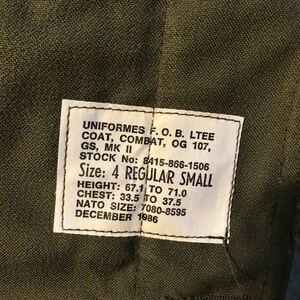 UNIFORMES F.O.B. LTEE
COAT, COMBAT, OG 107,
GS, MK II
STOCK No: 8415-866-1506
Size: 4 REGULAR SMALL
HEIGHT: 67.1 TO 71.0
CHEST: 33.5 TO 37.5
NATO SIZE: 7080-8595
DECEMBER 1986